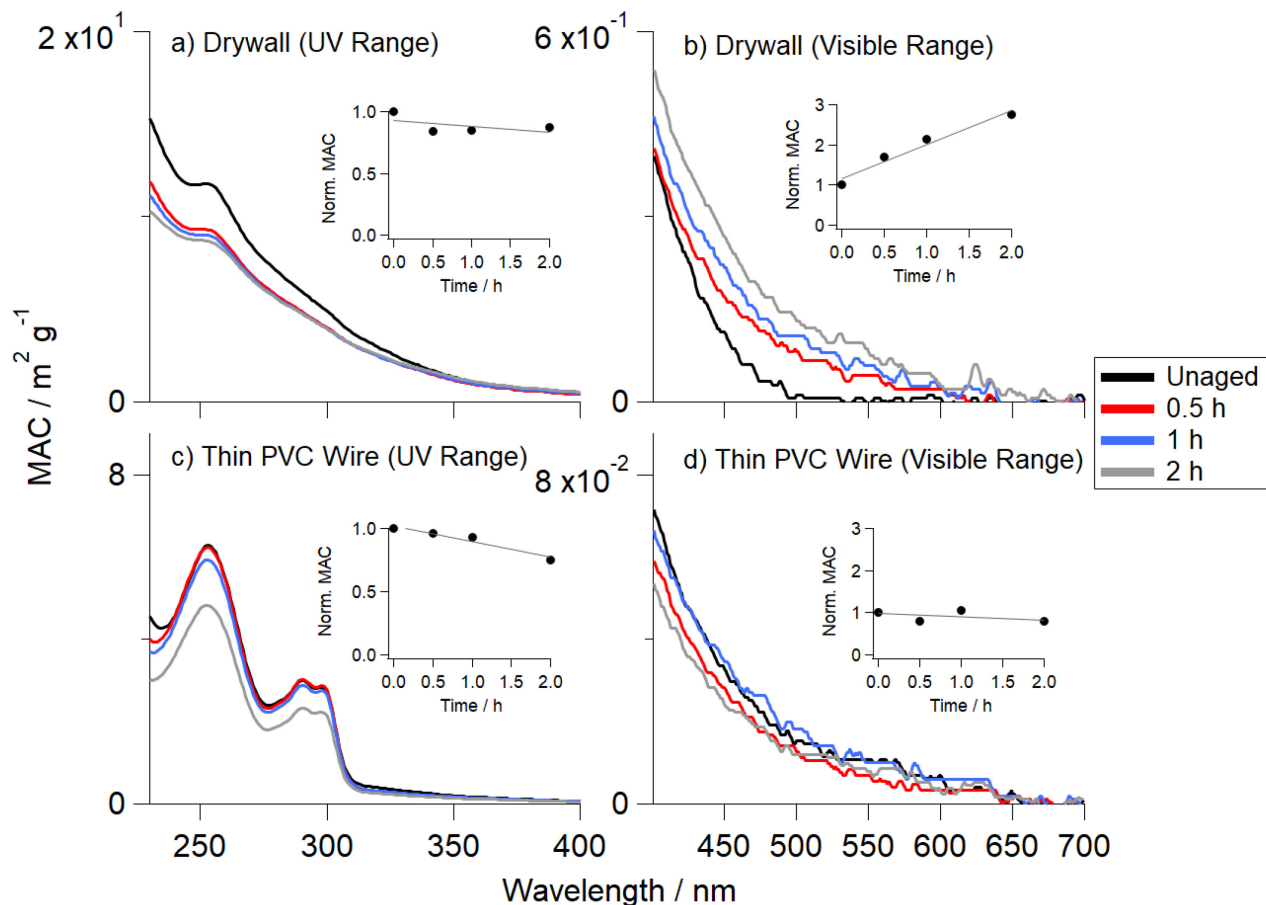 2 x10¹
a) Drywall (UV Range)
Norm. MAC
1.0
0.5
0.0
0.0 0.5 1.0 1.5 2.0
Time / h
0
6 x10⁻¹
b) Drywall (Visible Range)
Norm. MAC
3
2
1
0
0.0 0.5 1.0 1.5 2.0
Time / h
0
MAC / m² g⁻¹
Unaged
0.5 h
1 h
2 h
8
c) Thin PVC Wire (UV Range)
Norm. MAC
1.0
0.5
0.0
0.0 0.5 1.0 1.5 2.0
Time / h
0
250 300 350 400
8 x10⁻²
d) Thin PVC Wire (Visible Range)
Norm. MAC
3
2
1
0
0.0 0.5 1.0 1.5 2.0
Time / h
0
450 500 550 600 650 700
Wavelength / nm